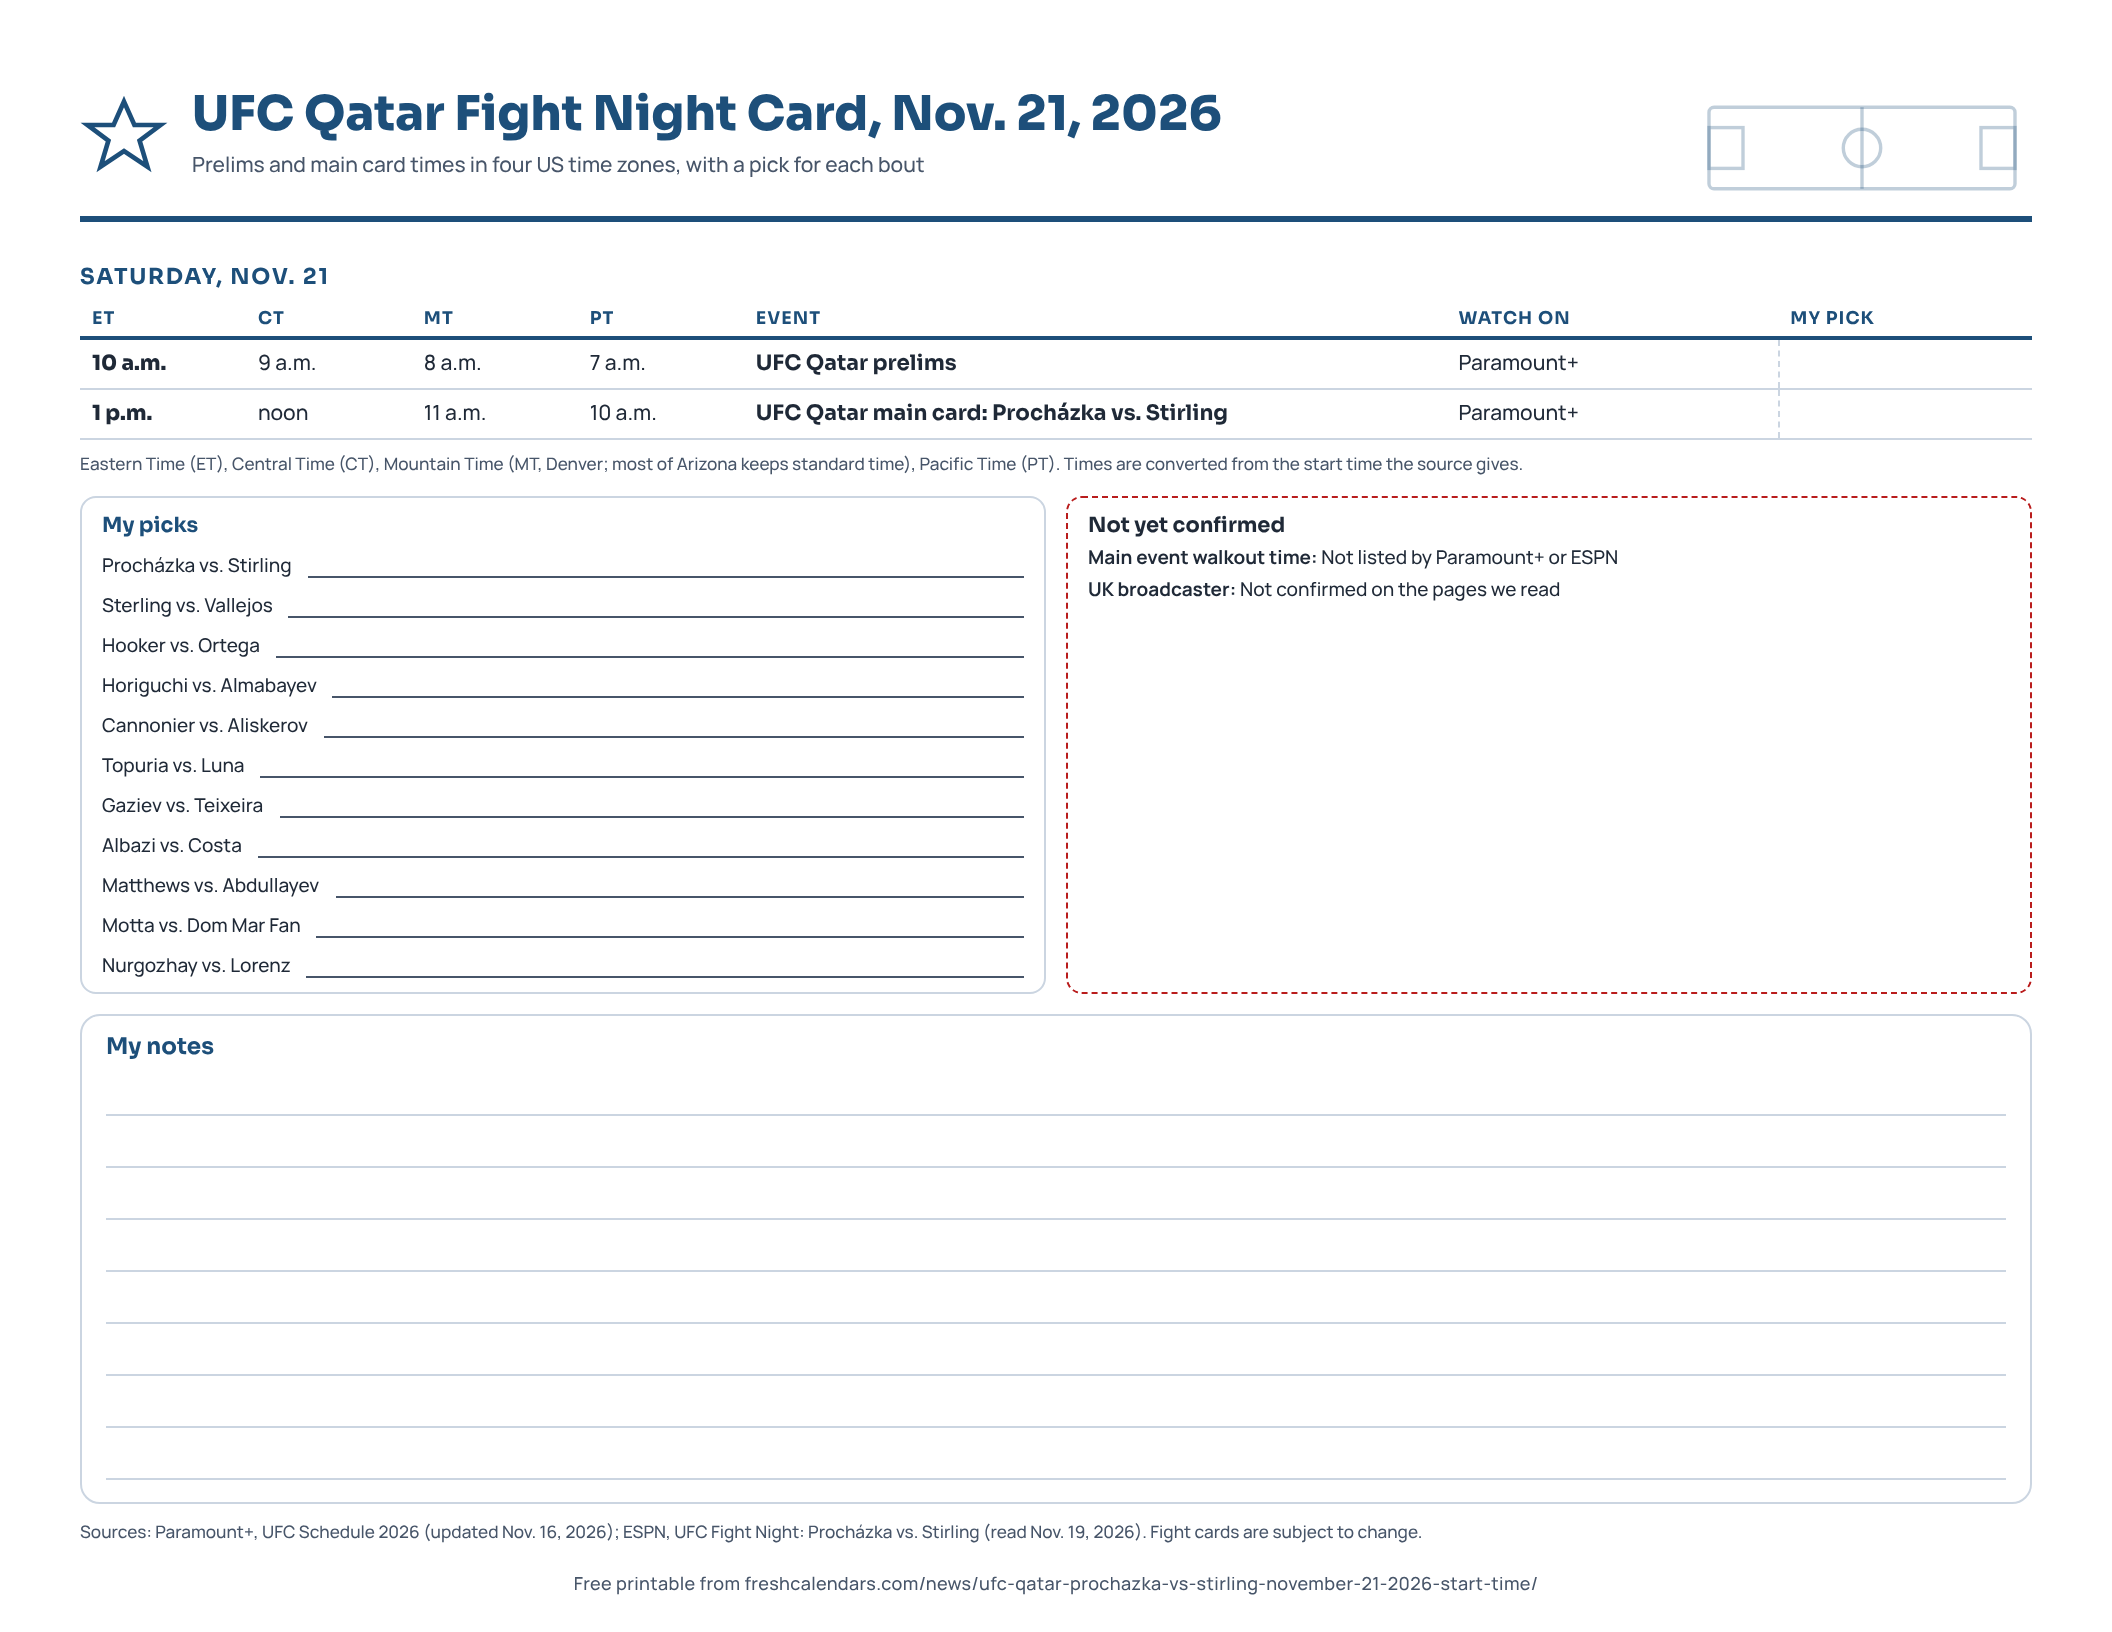 UFC Qatar Fight Night Card, Nov. 21, 2026
Prelims and main card times in four US time zones, with a pick for each bout
SATURDAY, NOV. 21
ET CT MT PT EVENT WATCH ON MY PICK
10 a.m. 9 a.m. 8 a.m. 7 a.m. UFC Qatar prelims Paramount+
1 p.m. noon 11 a.m. 10 a.m. UFC Qatar main card: Procházka vs. Stirling Paramount+
Eastern Time (ET), Central Time (CT), Mountain Time (MT, Denver; most of Arizona keeps standard time), Pacific Time (PT). Times are converted from the start time the source gives.
My picks
Procházka vs. Stirling
Sterling vs. Vallejos
Hooker vs. Ortega
Horiguchi vs. Almabayev
Cannonier vs. Aliskerov
Topuria vs. Luna
Gaziev vs. Teixeira
Albazi vs. Costa
Matthews vs. Abdullayev
Motta vs. Dom Mar Fan
Nurgozhay vs. Lorenz
Not yet confirmed
Main event walkout time: Not listed by Paramount+ or ESPN
UK broadcaster: Not confirmed on the pages we read
My notes
Sources: Paramount+, UFC Schedule 2026 (updated Nov. 16, 2026); ESPN, UFC Fight Night: Procházka vs. Stirling (read Nov. 19, 2026). Fight cards are subject to change.
Free printable from freshcalendars.com/news/ufc-qatar-prochazka-vs-stirling-november-21-2026-start-time/